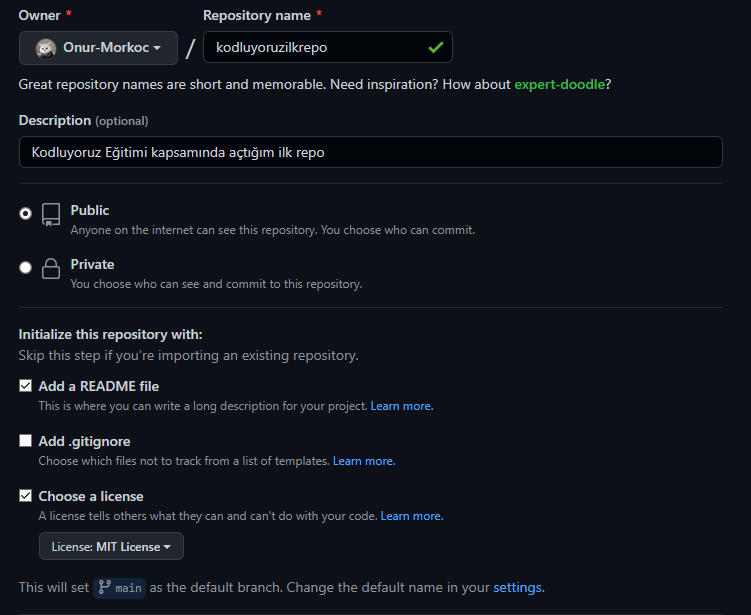 Owner * Repository name *
Onur-Morkoc / kodluyoruzilkrepo
Great repository names are short and memorable. Need inspiration? How about expert-doodle?
Description (optional)
Kodluyoruz Eğitimi kapsamında açtığım ilk repo
Public
Anyone on the internet can see this repository. You choose who can commit.
Private
You choose who can see and commit to this repository.
Initialize this repository with:
Skip this step if you're importing an existing repository.
Add a README file
This is where you can write a long description for your project. Learn more.
Add .gitignore
Choose which files not to track from a list of templates. Learn more.
Choose a license
A license tells others what they can and can't do with your code. Learn more.
License: MIT License
This will set main as the default branch. Change the default name in your settings.